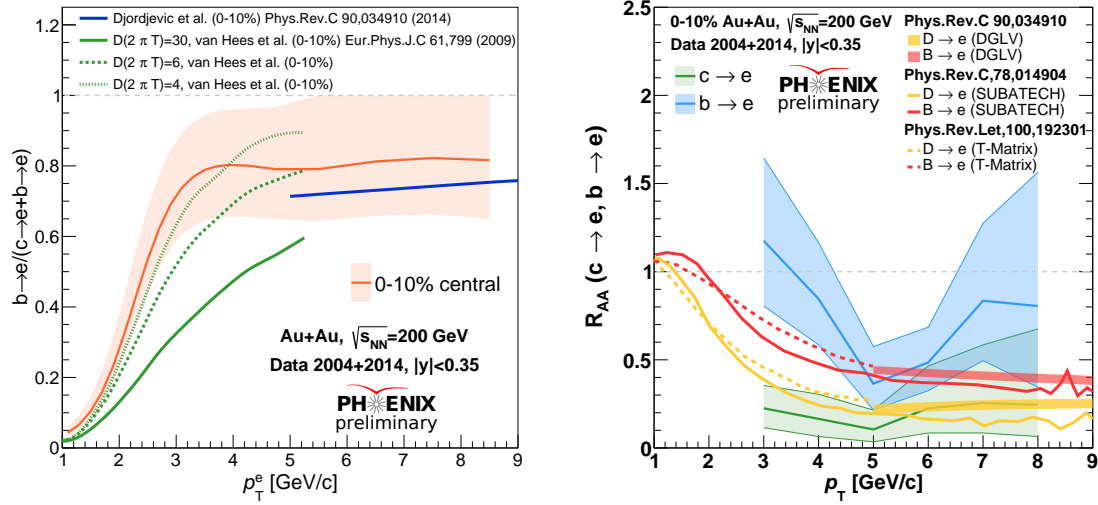 Djordjevic et al. (0-10%) Phys.Rev.C 90,034910 (2014)
D(2 π T)=30, van Hees et al. (0-10%) Eur.Phys.J.C 61,799 (2009)
D(2 π T)=6, van Hees et al. (0-10%)
D(2 π T)=4, van Hees et al. (0-10%)
b→e/(c→e+b→e)
1.2
1
0.8
0.6
0.4
0.2
0
0-10% central
Au+Au, √sNN=200 GeV
Data 2004+2014, |y|<0.35
PHENIX
preliminary
1 2 3 4 5 6 7 8 9
pTe [GeV/c]
RAA (c → e, b → e)
2.5
2
1.5
1
0.5
0
0-10% Au+Au, √sNN=200 GeV
Data 2004+2014, |y|<0.35
c → e
b → e
PHENIX
preliminary
Phys.Rev.C 90,034910
D → e (DGLV)
B → e (DGLV)
Phys.Rev.C,78,014904
D → e (SUBATECH)
B → e (SUBATECH)
Phys.Rev.Let,100,192301
D → e (T-Matrix)
B → e (T-Matrix)
1 2 3 4 5 6 7 8 9
pT [GeV/c]